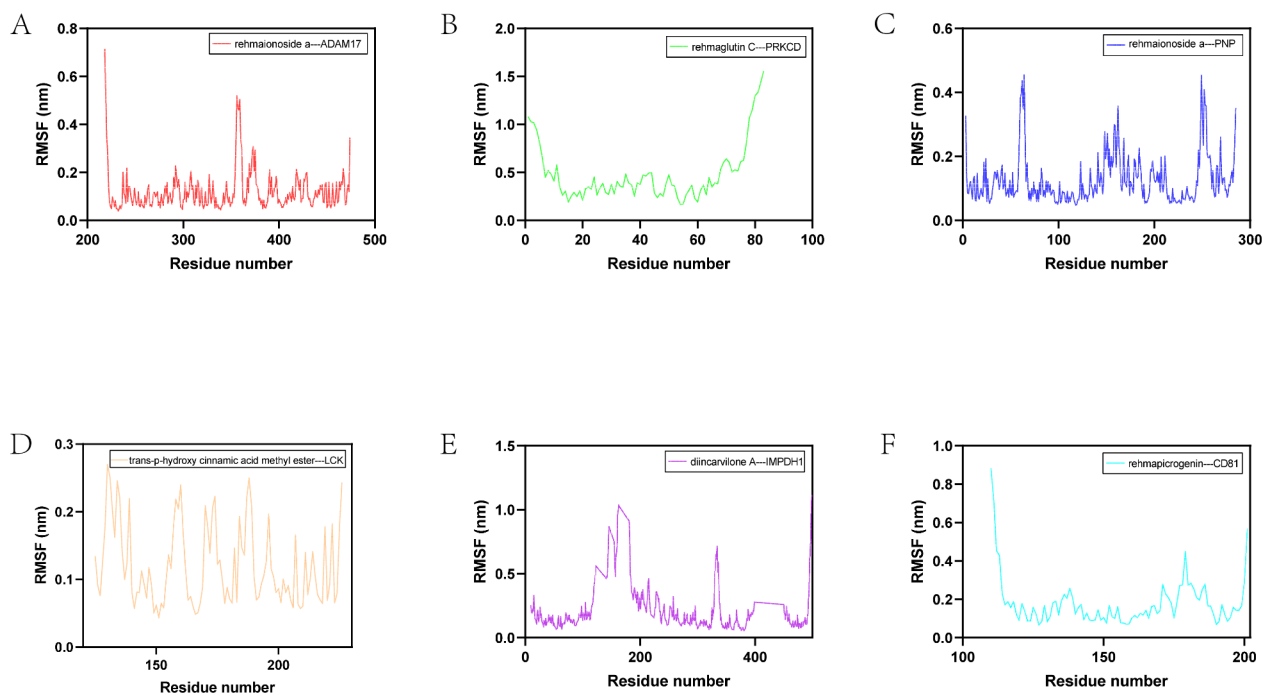 A
rehmaionoside a---ADAM17
RMSF (nm)
0.8
0.6
0.4
0.2
0.0
200 300 400 500
Residue number
B
rehmaglutin C---PRKCD
RMSF (nm)
2.0
1.5
1.0
0.5
0.0
0 20 40 60 80 100
Residue number
C
rehmaionoside a---PNP
RMSF (nm)
0.6
0.4
0.2
0.0
0 100 200 300
Residue number
D
trans-p-hydroxy cinnamic acid methyl ester---LCK
RMSF (nm)
0.3
0.2
0.1
0.0
150 200
Residue number
E
diincarvilone A---IMPDH1
RMSF (nm)
1.5
1.0
0.5
0.0
0 200 400
Residue number
F
rehmapicrogenin---CD81
RMSF (nm)
1.0
0.8
0.6
0.4
0.2
0.0
100 150 200
Residue number